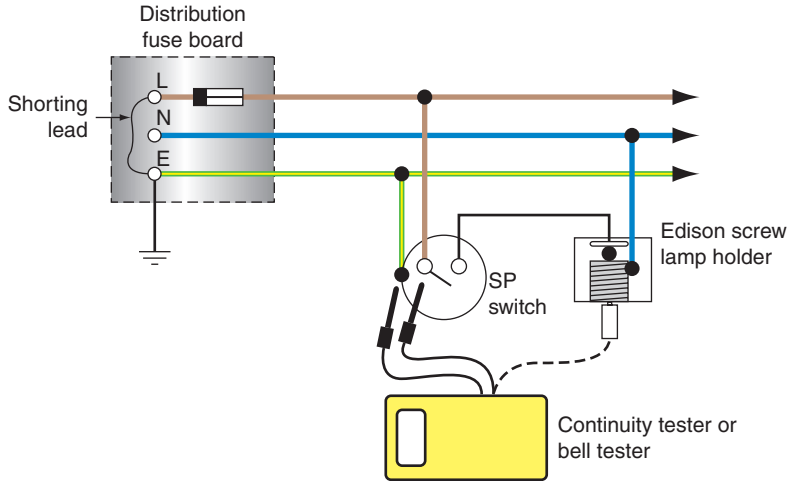 Distribution
fuse board
Shorting
lead
L
N
E
SP
switch
Edison screw
lamp holder
Continuity tester or
bell tester